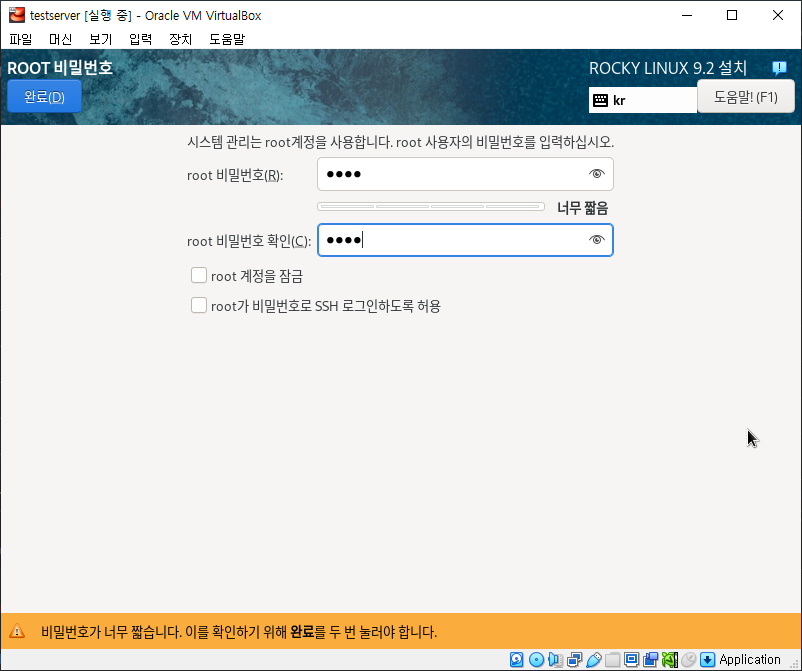 testserver [실행 중] - Oracle VM VirtualBox
파일 머신 보기 입력 장치 도움말
ROOT 비밀번호
ROCKY LINUX 9.2 설치
완료(D)
kr
도움말! (F1)
시스템 관리는 root계정을 사용합니다. root 사용자의 비밀번호를 입력하십시오.
root 비밀번호(R):
●●●●
너무 짧음
root 비밀번호 확인(C):
●●●●
root 계정을 잠금
root가 비밀번호로 SSH 로그인하도록 허용
비밀번호가 너무 짧습니다. 이를 확인하기 위해 완료를 두 번 눌러야 합니다.
Application